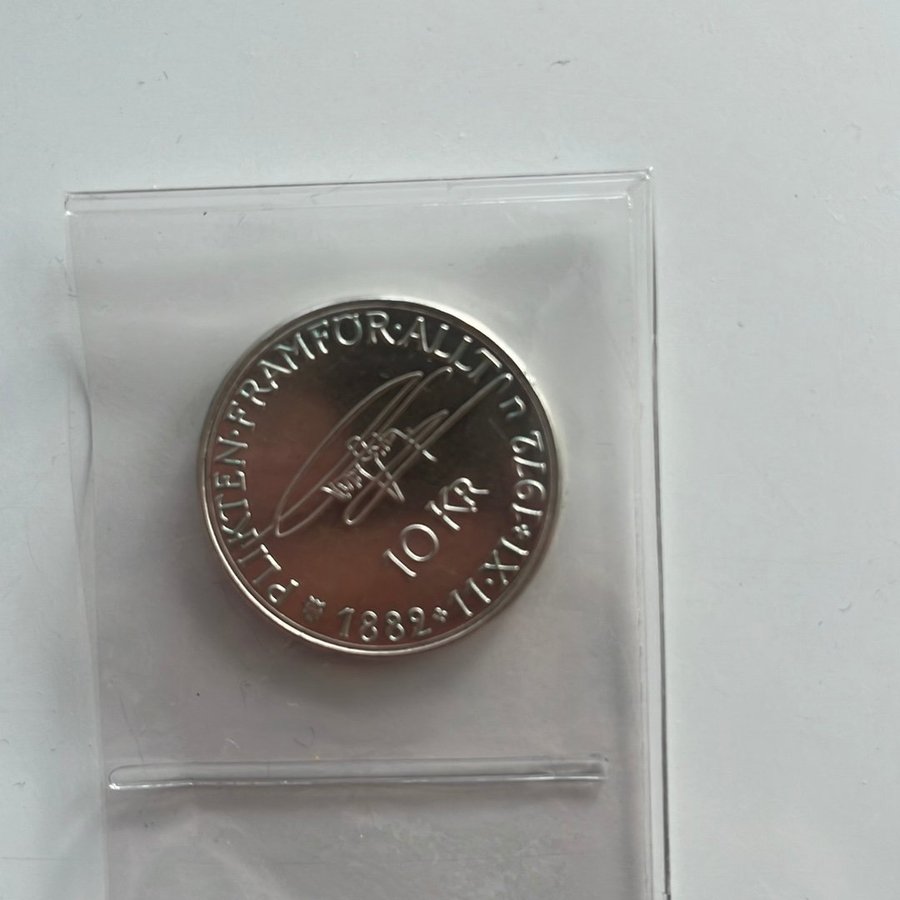 PLIKTEN·FRAMFÖR·ALLT
1882*11·XI*1972
10 KR